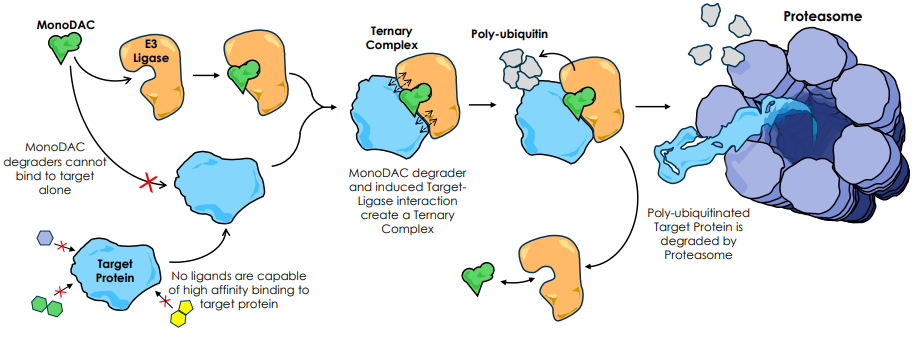 MonoDAC
E3
Ligase
Ternary
Complex
Poly-ubiquitin
Proteasome
MonoDAC
degraders cannot
bind to target
alone
MonoDAC degrader
and induced Target-
Ligase interaction
create a Ternary
Complex
Poly-ubiquitinated
Target Protein is
degraded by
Proteasome
Target
Protein
No ligands are capable
of high affinity binding to
target protein